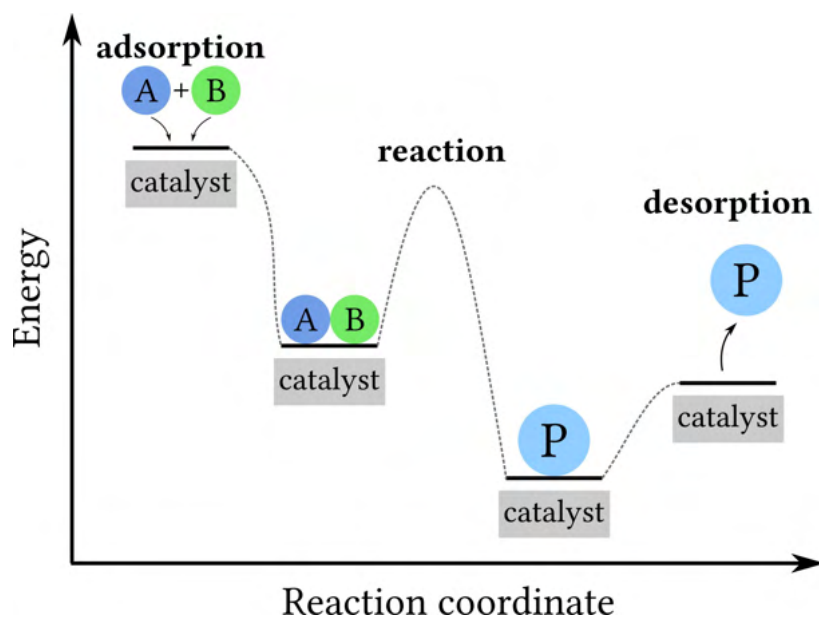 adsorption
A + B
catalyst
reaction
A B
catalyst
desorption
P
catalyst
P
catalyst
Energy
Reaction coordinate